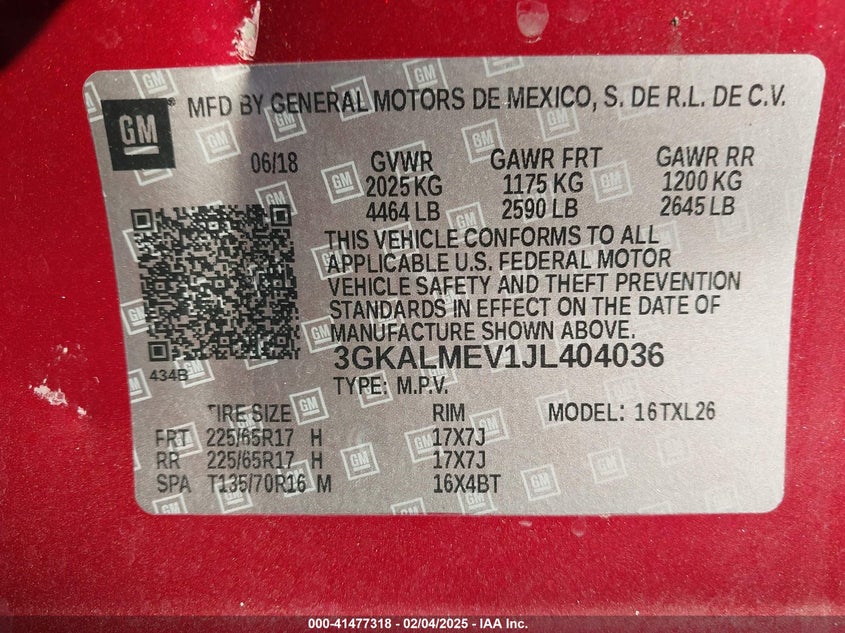 GM
MFD BY GENERAL MOTORS DE MEXICO, S. DE R.L. DE C.V.
06/18 GVWR GAWR FRT GAWR RR
2025 KG 1175 KG 1200 KG
4464 LB 2590 LB 2645 LB
THIS VEHICLE CONFORMS TO ALL
APPLICABLE U.S. FEDERAL MOTOR
VEHICLE SAFETY AND THEFT PREVENTION
STANDARDS IN EFFECT ON THE DATE OF
MANUFACTURE SHOWN ABOVE.
434B
3GKALMEV1JL404036
TYPE: M.P.V.
TIRE SIZE RIM MODEL: 16TXL26
FRT 225/65R17 H 17X7J
RR 225/65R17 H 17X7J
SPA T135/70R16 M 16X4BT
000-41477318 - 02/04/2025 - IAA Inc.